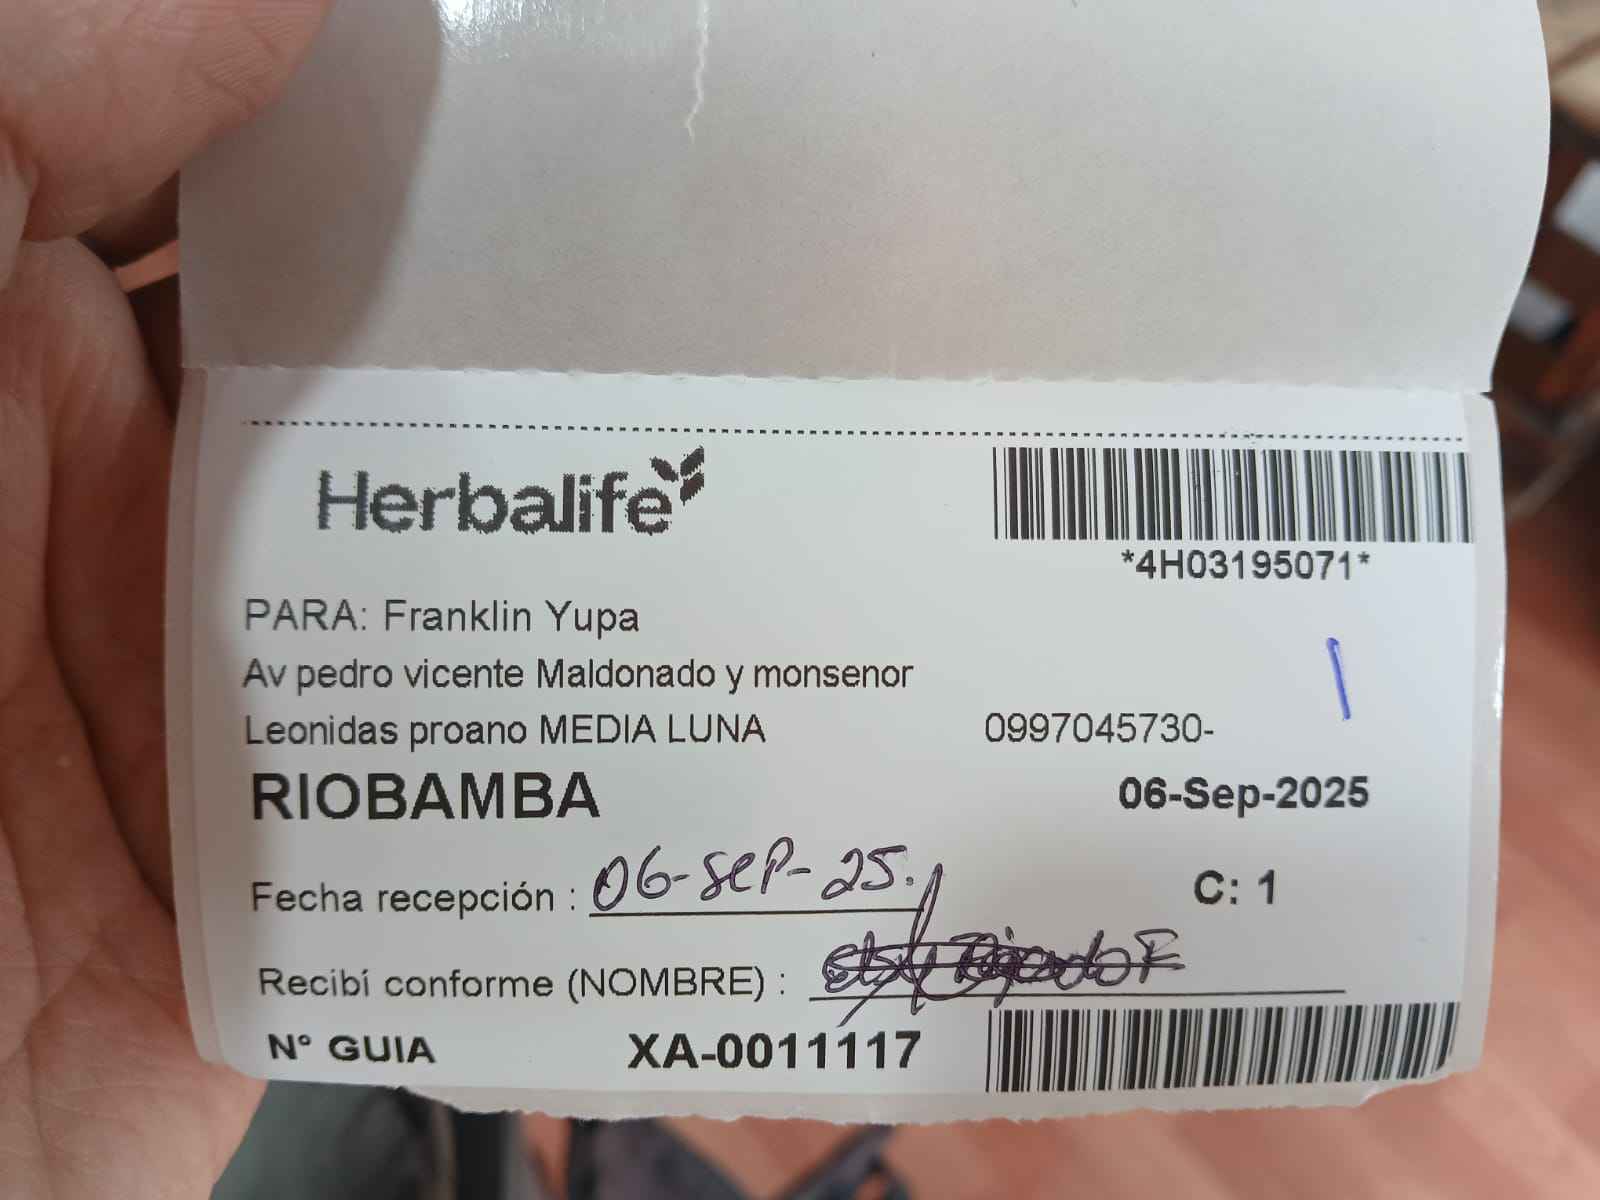 Herbalife
*4H03195071*
PARA: Franklin Yupa
Av pedro vicente Maldonado y monsenor
Leonidas proano MEDIA LUNA 0997045730-
RIOBAMBA 06-Sep-2025
Fecha recepción : 06-sep-25. C: 1
Recibí conforme (NOMBRE) :
N° GUIA XA-0011117